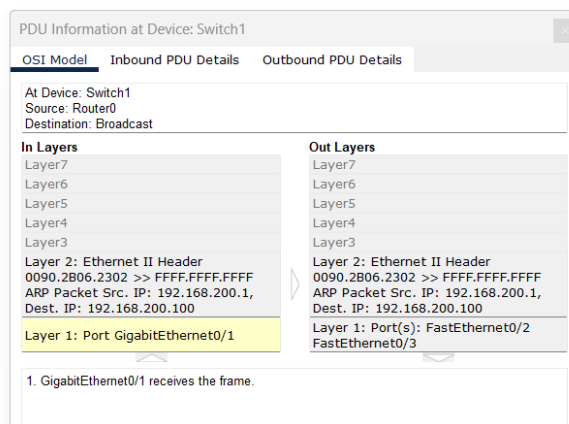 PDU Information at Device: Switch1
OSI Model Inbound PDU Details Outbound PDU Details
At Device: Switch1
Source: Router0
Destination: Broadcast
In Layers
Layer7
Layer6
Layer5
Layer4
Layer3
Layer 2: Ethernet II Header
0090.2B06.2302 >> FFFF.FFFF.FFFF
ARP Packet Src. IP: 192.168.200.1,
Dest. IP: 192.168.200.100
Layer 1: Port GigabitEthernet0/1
Out Layers
Layer7
Layer6
Layer5
Layer4
Layer3
Layer 2: Ethernet II Header
0090.2B06.2302 >> FFFF.FFFF.FFFF
ARP Packet Src. IP: 192.168.200.1,
Dest. IP: 192.168.200.100
Layer 1: Port(s): FastEthernet0/2
FastEthernet0/3
1. GigabitEthernet0/1 receives the frame.